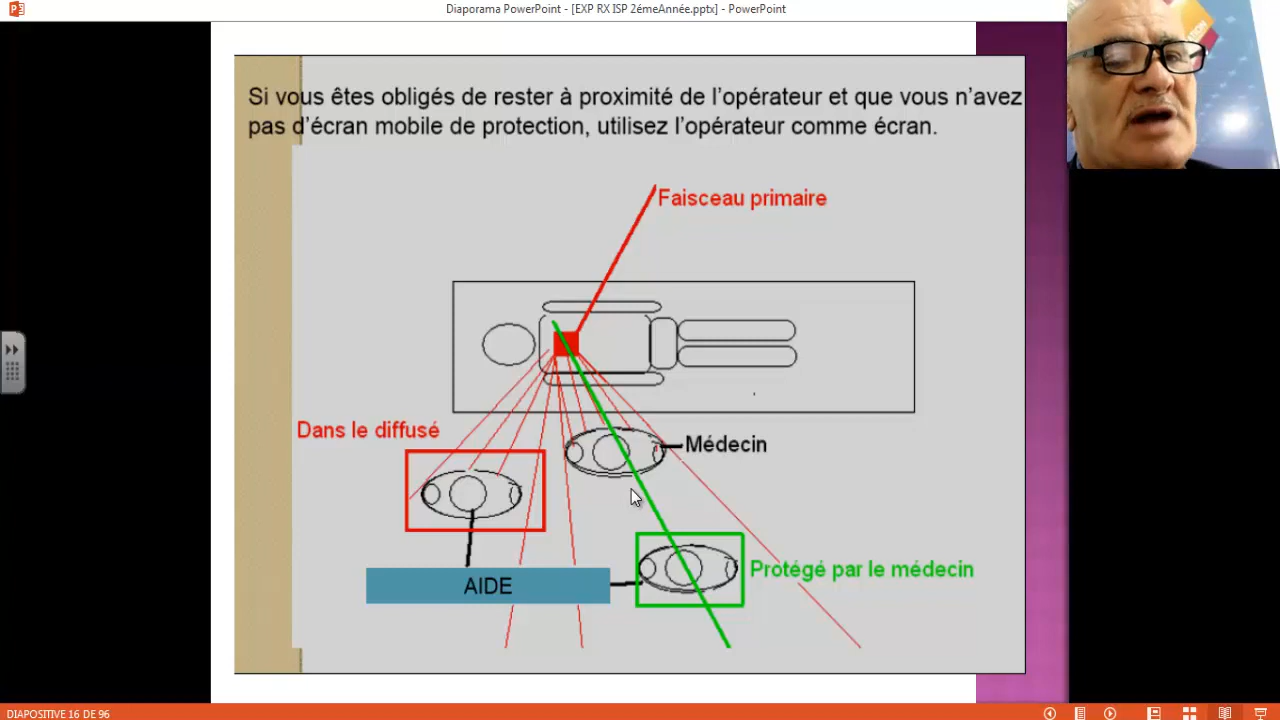 Diaporama PowerPoint - [EXP RX ISP 2émeAnnée.pptx] - PowerPoint
Si vous êtes obligés de rester à proximité de l’opérateur et que vous n’avez
pas d’écran mobile de protection, utilisez l’opérateur comme écran.
Faisceau primaire
Dans le diffusé
Médecin
Protégé par le médecin
AIDE
DIAPOSITIVE 16 DE 96